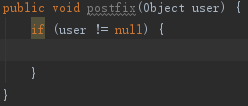 public void postfix(Object user) {
if (user != null) {
}
}